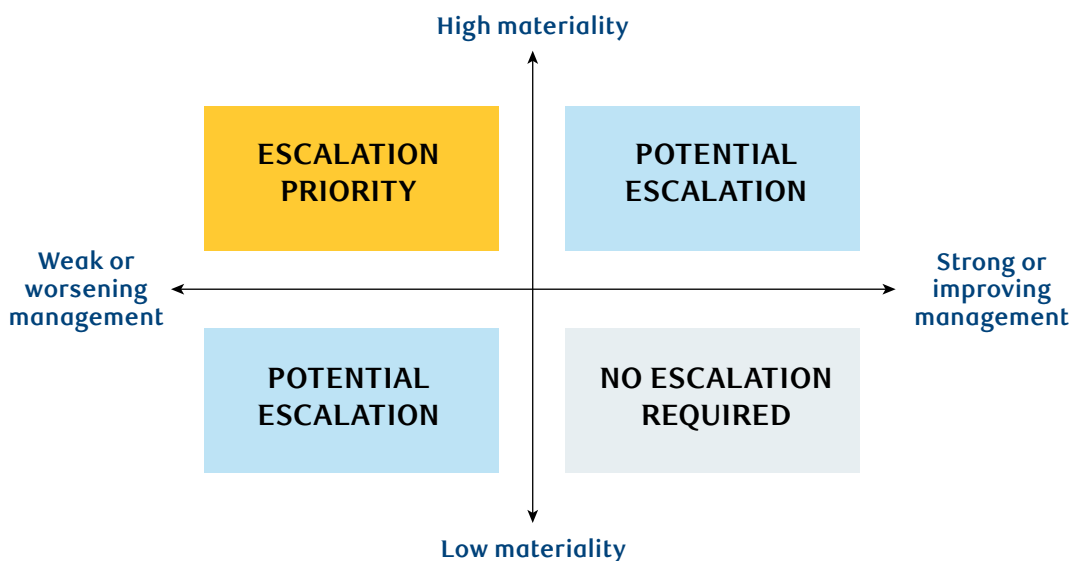 High materiality
ESCALATION
PRIORITY
POTENTIAL
ESCALATION
Weak or
worsening
management
Strong or
improving
management
POTENTIAL
ESCALATION
NO ESCALATION
REQUIRED
Low materiality